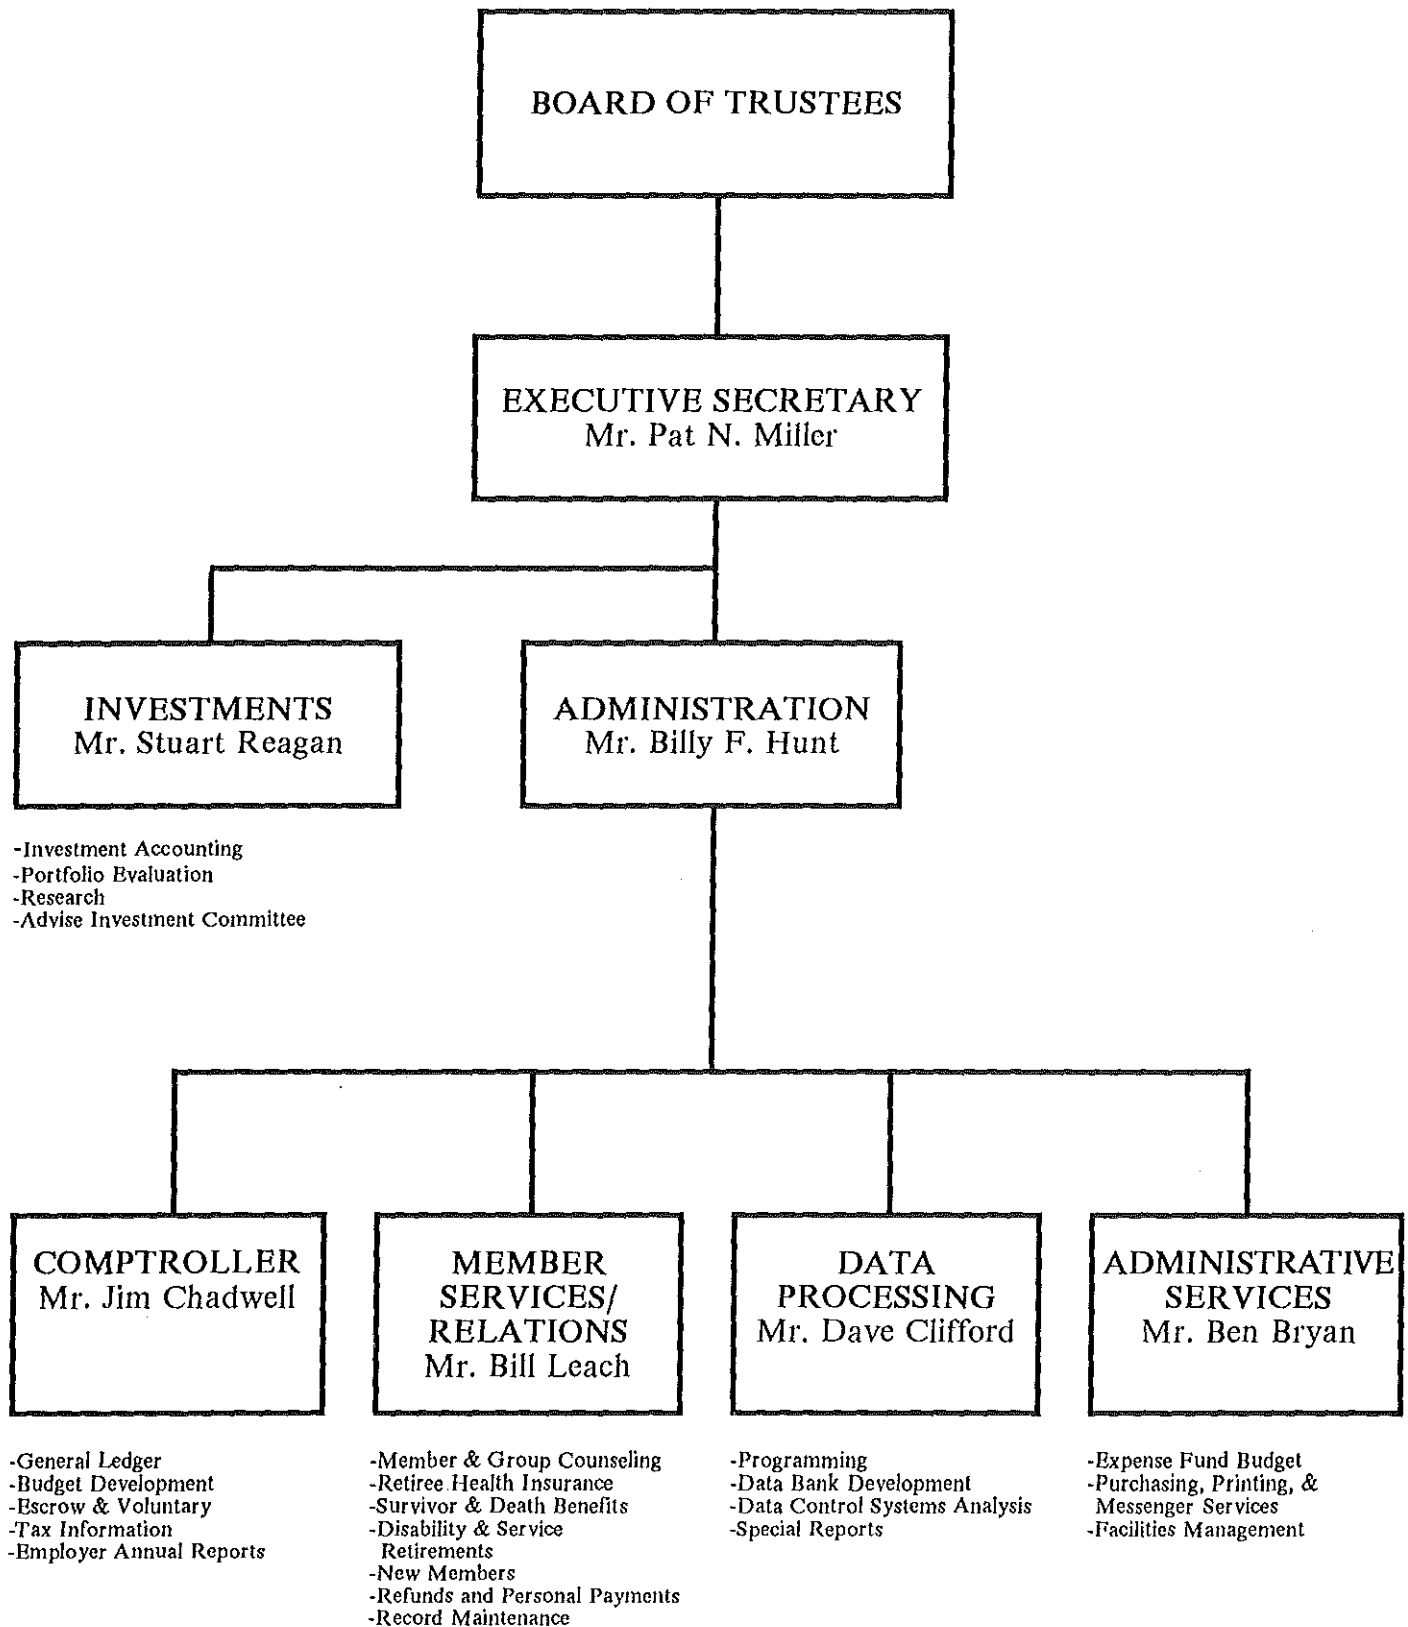 BOARD OF TRUSTEES
EXECUTIVE SECRETARY
Mr. Pat N. Miller
INVESTMENTS
Mr. Stuart Reagan
ADMINISTRATION
Mr. Billy F. Hunt
-Investment Accounting
-Portfolio Evaluation
-Research
-Advise Investment Committee
COMPTROLLER
Mr. Jim Chadwell
MEMBER
SERVICES/
RELATIONS
Mr. Bill Leach
DATA
PROCESSING
Mr. Dave Clifford
ADMINISTRATIVE
SERVICES
Mr. Ben Bryan
-General Ledger
-Budget Development
-Escrow & Voluntary
-Tax Information
-Employer Annual Reports
-Member & Group Counseling
-Retiree Health Insurance
-Survivor & Death Benefits
-Disability & Service
Retirements
-New Members
-Refunds and Personal Payments
-Record Maintenance
-Programming
-Data Bank Development
-Data Control Systems Analysis
-Special Reports
-Expense Fund Budget
-Purchasing, Printing, &
Messenger Services
-Facilities Management